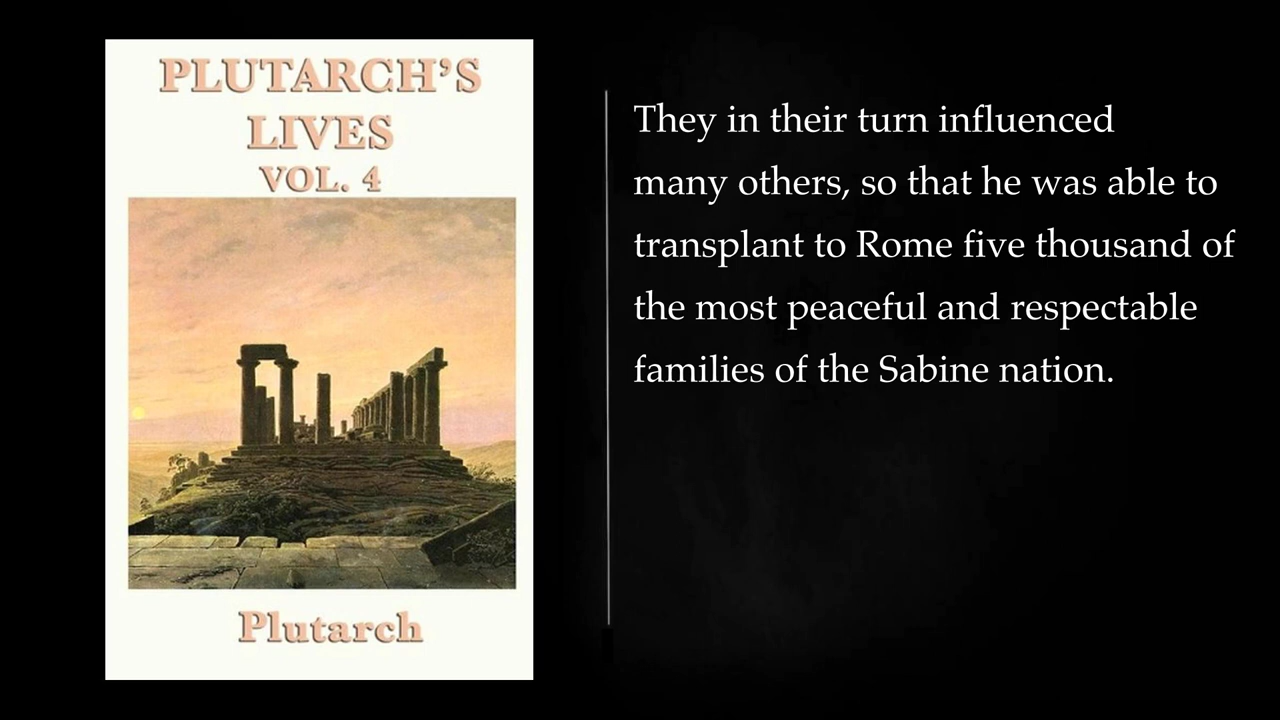 PLUTARCH'S
LIVES
VOL. 4
Plutarch
They in their turn influenced
many others, so that he was able to
transplant to Rome five thousand of
the most peaceful and respectable
families of the Sabine nation.